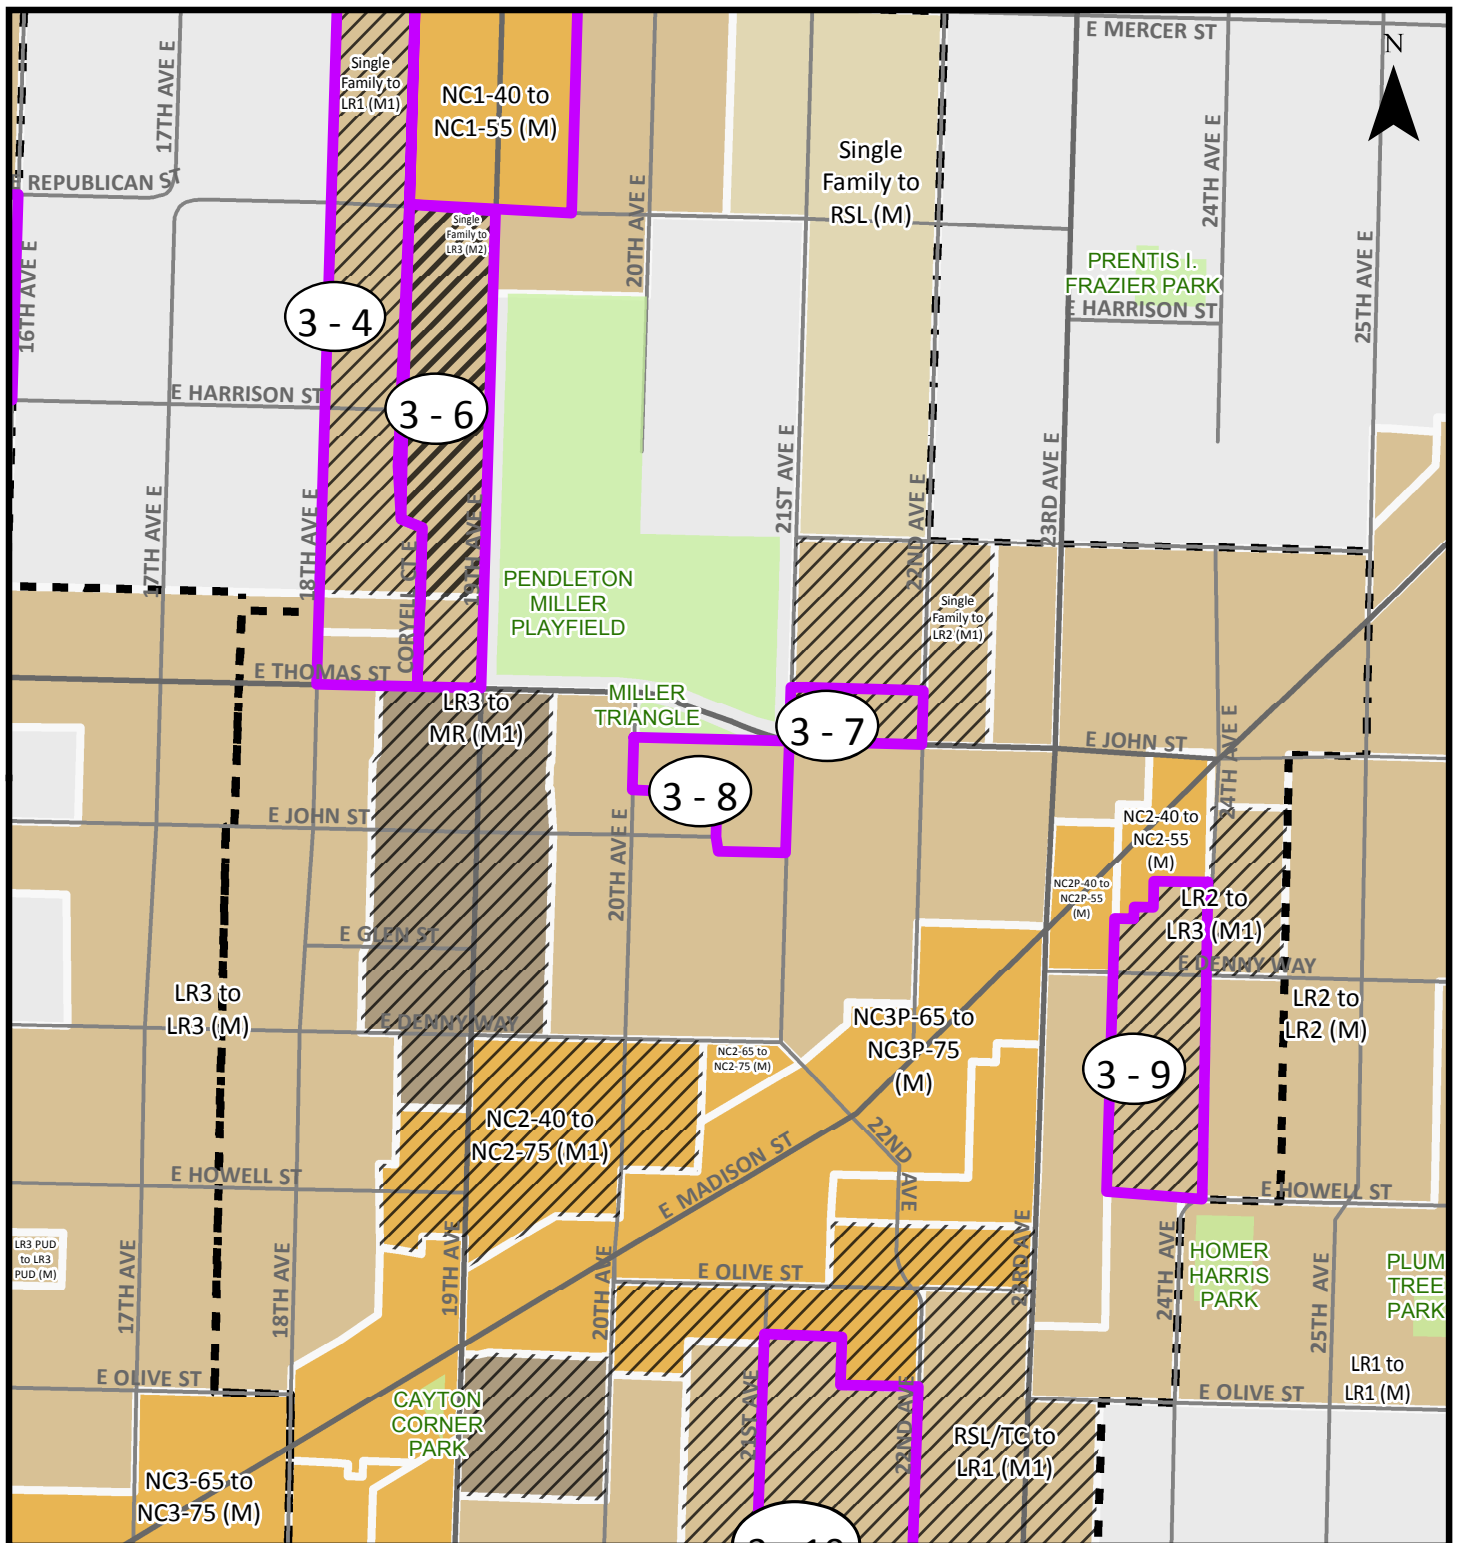 E MERCER ST
N
17TH AVE E
Single
Family to
LR1 (M1)
NC1-40 to
NC1-55 (M)
Single
Family to
RSL (M)
24TH AVE E
REPUBLICAN ST
20TH AVE E
Single
Family to
LR3 (M2)
16TH AVE E
25TH AVE E
PRENTIS I.
FRAZIER PARK
E HARRISON ST
3 - 4
E HARRISON ST
3 - 6
21ST AVE E
23RD AVE E
22ND AVE E
17TH AVE E
18TH AVE E
CORYELL CT E
19TH AVE E
PENDLETON
MILLER
PLAYFIELD
Single
Family to
LR2 (M1)
E THOMAS ST
LR3 to
MR (M1)
MILLER
TRIANGLE
3 - 7
E JOHN ST
24TH AVE E
3 - 8
E JOHN ST
20TH AVE E
NC2-40 to
NC2-55
(M)
NC2P-40 to
NC2P-55
(M)
LR2 to
LR3 (M1)
E GLEN ST
E DENNY WAY
LR3 to
LR3 (M)
LR2 to
LR2 (M)
E DENNY WAY
NC3P-65 to
NC3P-75
(M)
NC2-65 to
NC2-75 (M)
3 - 9
NC2-40 to
NC2-75 (M1)
22ND AVE
E MADISON ST
E HOWELL ST
E HOWELL ST
LR3 PUD
to LR3
PUD (M)
17TH AVE
18TH AVE
19TH AVE
20TH AVE
23RD AVE
24TH AVE
25TH AVE
HOMER
HARRIS
PARK
PLUM
TREE
PARK
E OLIVE ST
E OLIVE ST
LR1 to
LR1 (M)
E OLIVE ST
CAYTON
CORNER
PARK
21ST AVE
22ND AVE
RSL/TC to
LR1 (M1)
NC3-65 to
NC3-75 (M)